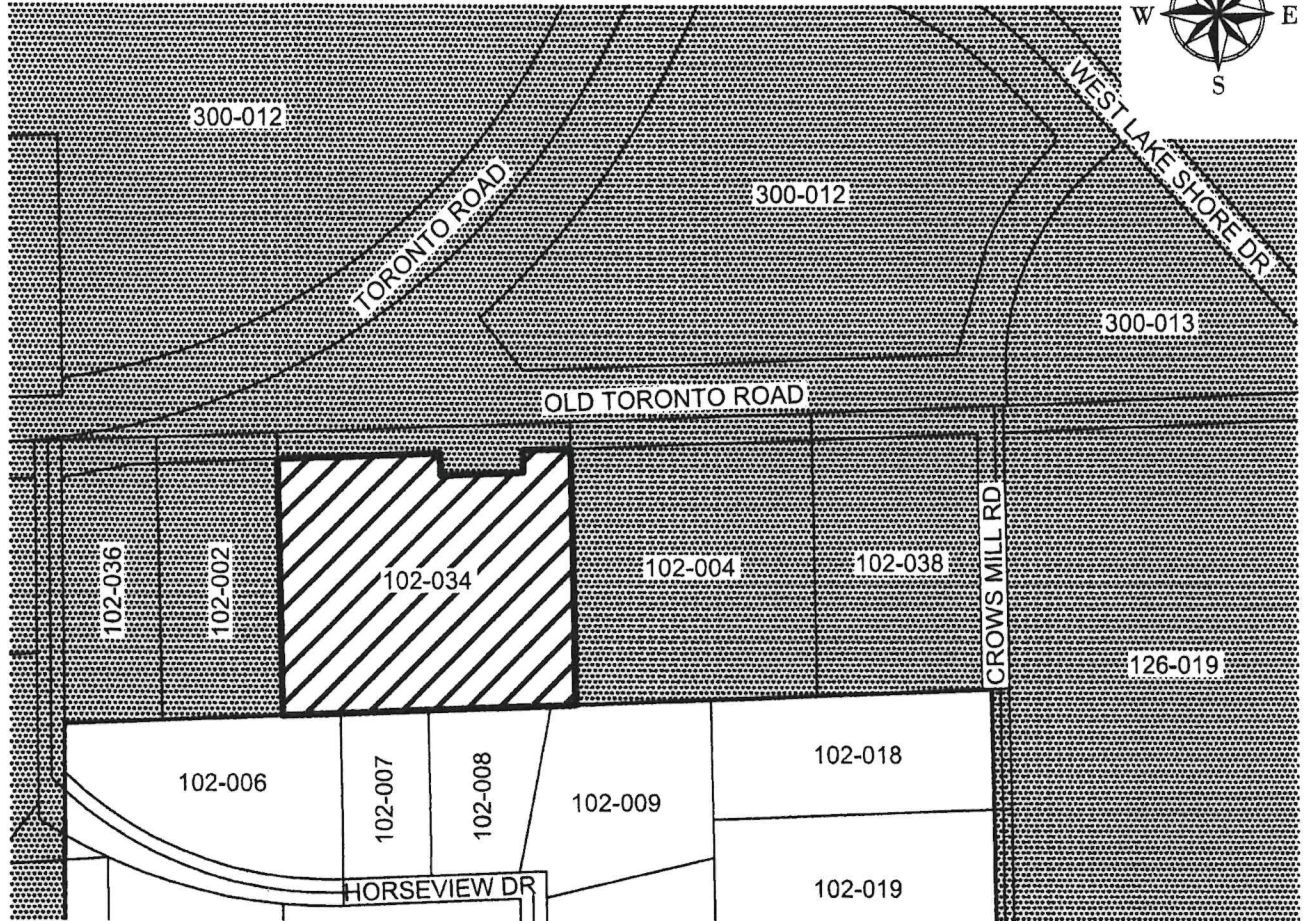 W E
S
WEST LAKE SHORE DR
300-012
TORONTO ROAD
300-012
300-013
OLD TORONTO ROAD
102-036
102-002
102-034
102-004
102-038
CROWS MILL RD
126-019
102-006
102-007
102-008
102-009
102-018
102-019
HORSEVIEW DR